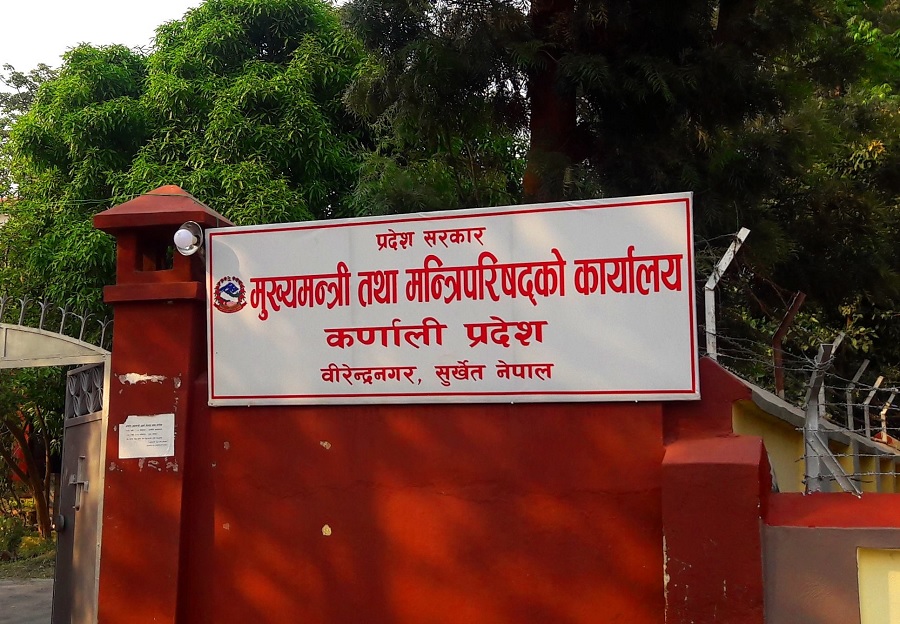 प्रदेश सरकार
मुख्यमन्त्री तथा मन्त्रिपरिषद्को कार्यालय
कर्णाली प्रदेश
वीरेन्द्रनगर, सुर्खेत नेपाल